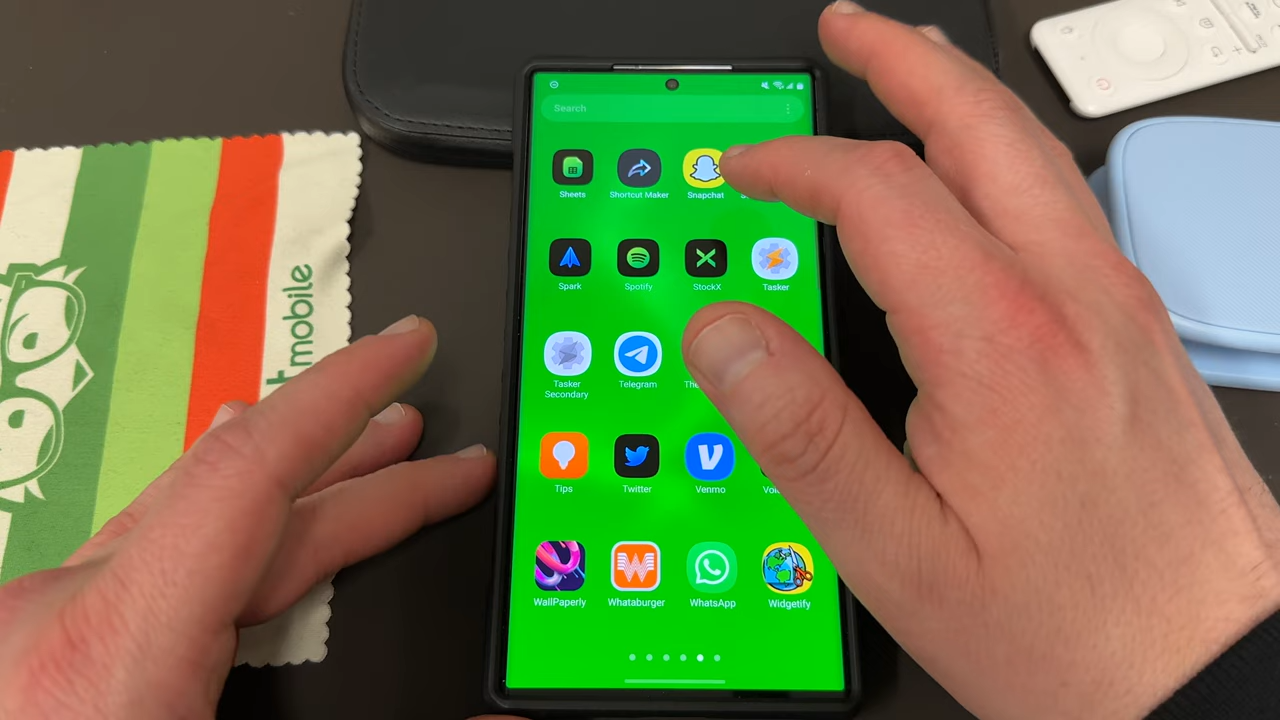 Search
Sheets
Shortcut Maker
Snapchat
Spark
Spotify
StockX
Tasker
Tasker
Secondary
Telegram
Tips
Twitter
Venmo
WallPaperly
Whataburger
WhatsApp
Widgetify
mobile